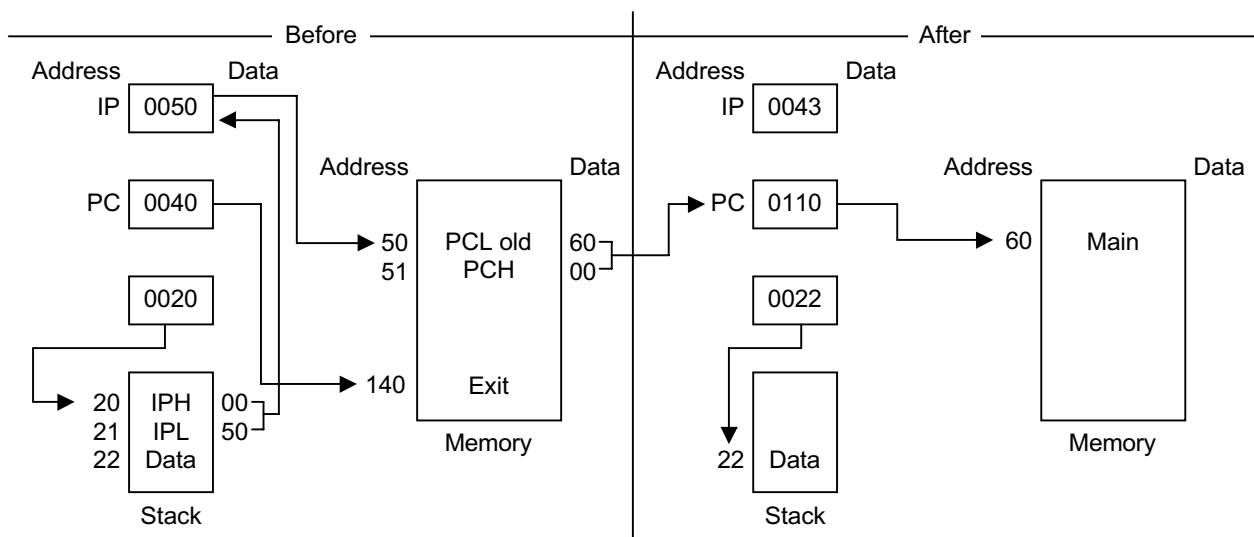 Before
Address Data
IP 0050
Address Data
PC 0040
50 PCL old 60
51 PCH 00
0020
140 Exit
20 IPH 00
21 IPL 50
22 Data
Memory
Stack
After
Address Data
IP 0043
Address Data
PC 0110
60 Main
0022
22 Data
Memory
Stack